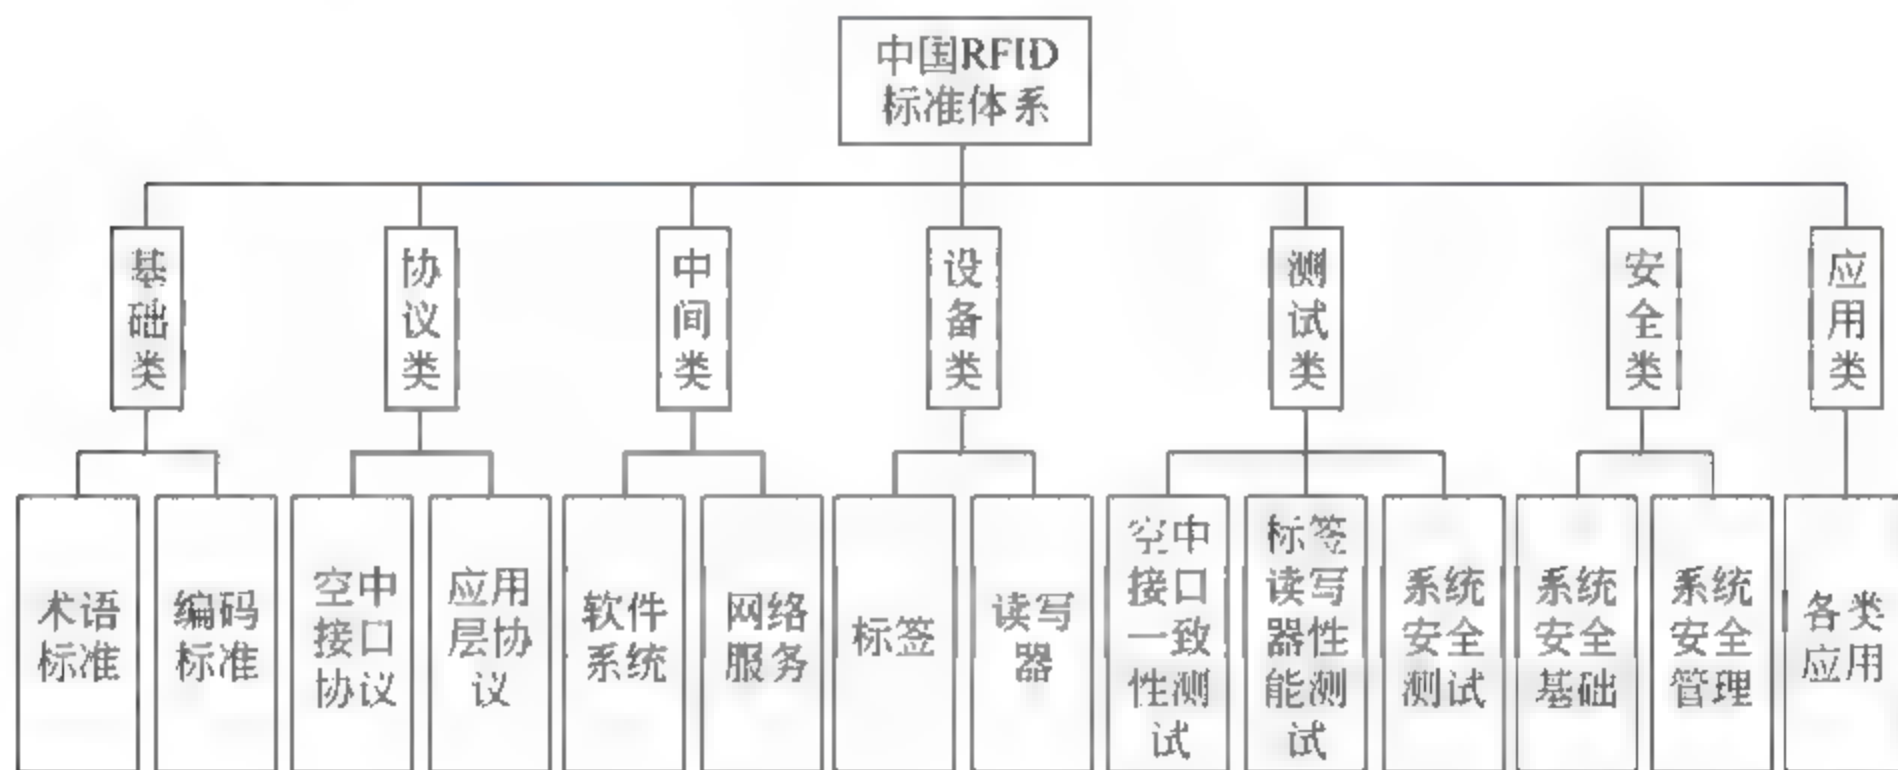 中国RFID
标准体系
基础类
协议类
中间类
设备类
测试类
安全类
应用类
术语
标准
编码
标准
空中
接口
协议
应用
层协
议
软件
系统
网络
服务
标签
读写
器
空中
接口
一致
性测
试
标签
读写
器性
能测
试
系统
安全
测试
系统
安全
基础
系统
安全
管理
各类
应用